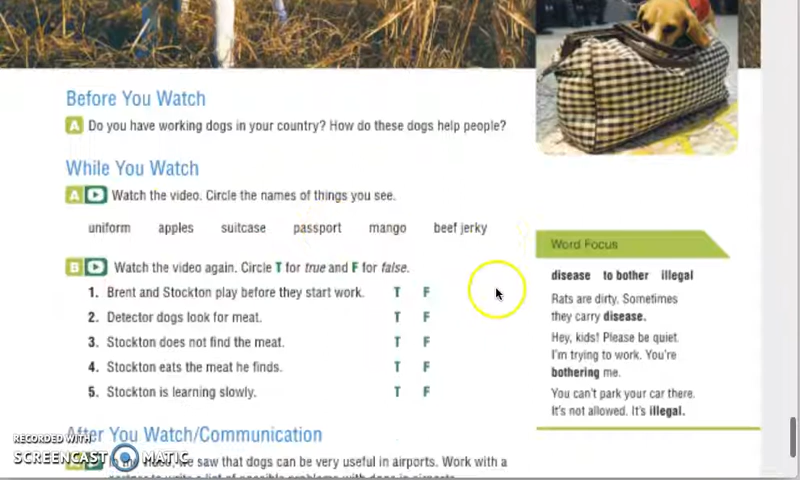 Before You Watch
A Do you have working dogs in your country? How do these dogs help people?
While You Watch
A Watch the video. Circle the names of things you see.
uniform apples suitcase passport mango beef jerky
B Watch the video again. Circle T for true and F for false.
1. Brent and Stockton play before they start work. T F
2. Detector dogs look for meat. T F
3. Stockton does not find the meat. T F
4. Stockton eats the meat he finds. T F
5. Stockton is learning slowly. T F
After You Watch/Communication
we saw that dogs can be very useful in airports. Work with a
Word Focus
disease to bother illegal
Rats are dirty. Sometimes
they carry disease.
Hey, kids! Please be quiet.
I'm trying to work. You're
bothering me.
You can't park your car there.
It's not allowed. It's illegal.
RECORDED WITH
SCREENCAST MATIC